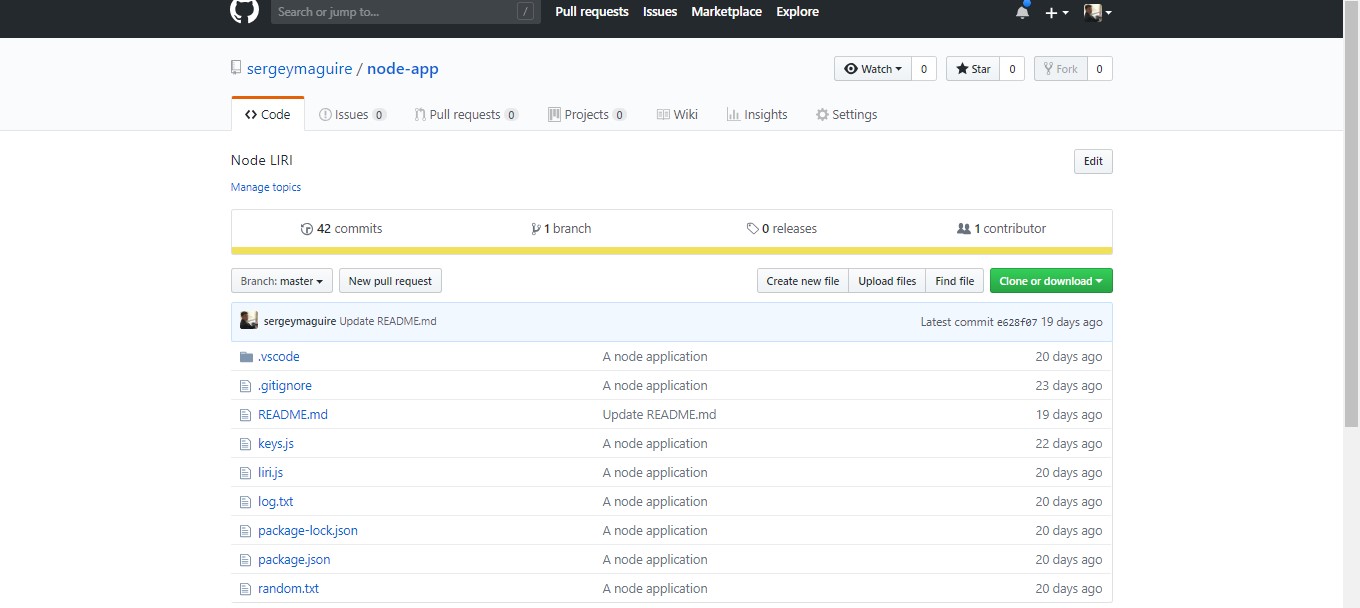 Search or jump to... / Pull requests Issues Marketplace Explore
sergeymaguire / node-app Watch 0 Star 0 Fork 0
Code Issues 0 Pull requests 0 Projects 0 Wiki Insights Settings
Node LIRI Edit
Manage topics
42 commits 1 branch 0 releases 1 contributor
Branch: master New pull request Create new file Upload files Find file Clone or download
sergeymaguire Update README.md Latest commit e628f07 19 days ago
.vscode A node application 20 days ago
.gitignore A node application 23 days ago
README.md Update README.md 19 days ago
keys.js A node application 22 days ago
liri.js A node application 20 days ago
log.txt A node application 20 days ago
package-lock.json A node application 20 days ago
package.json A node application 20 days ago
random.txt A node application 20 days ago